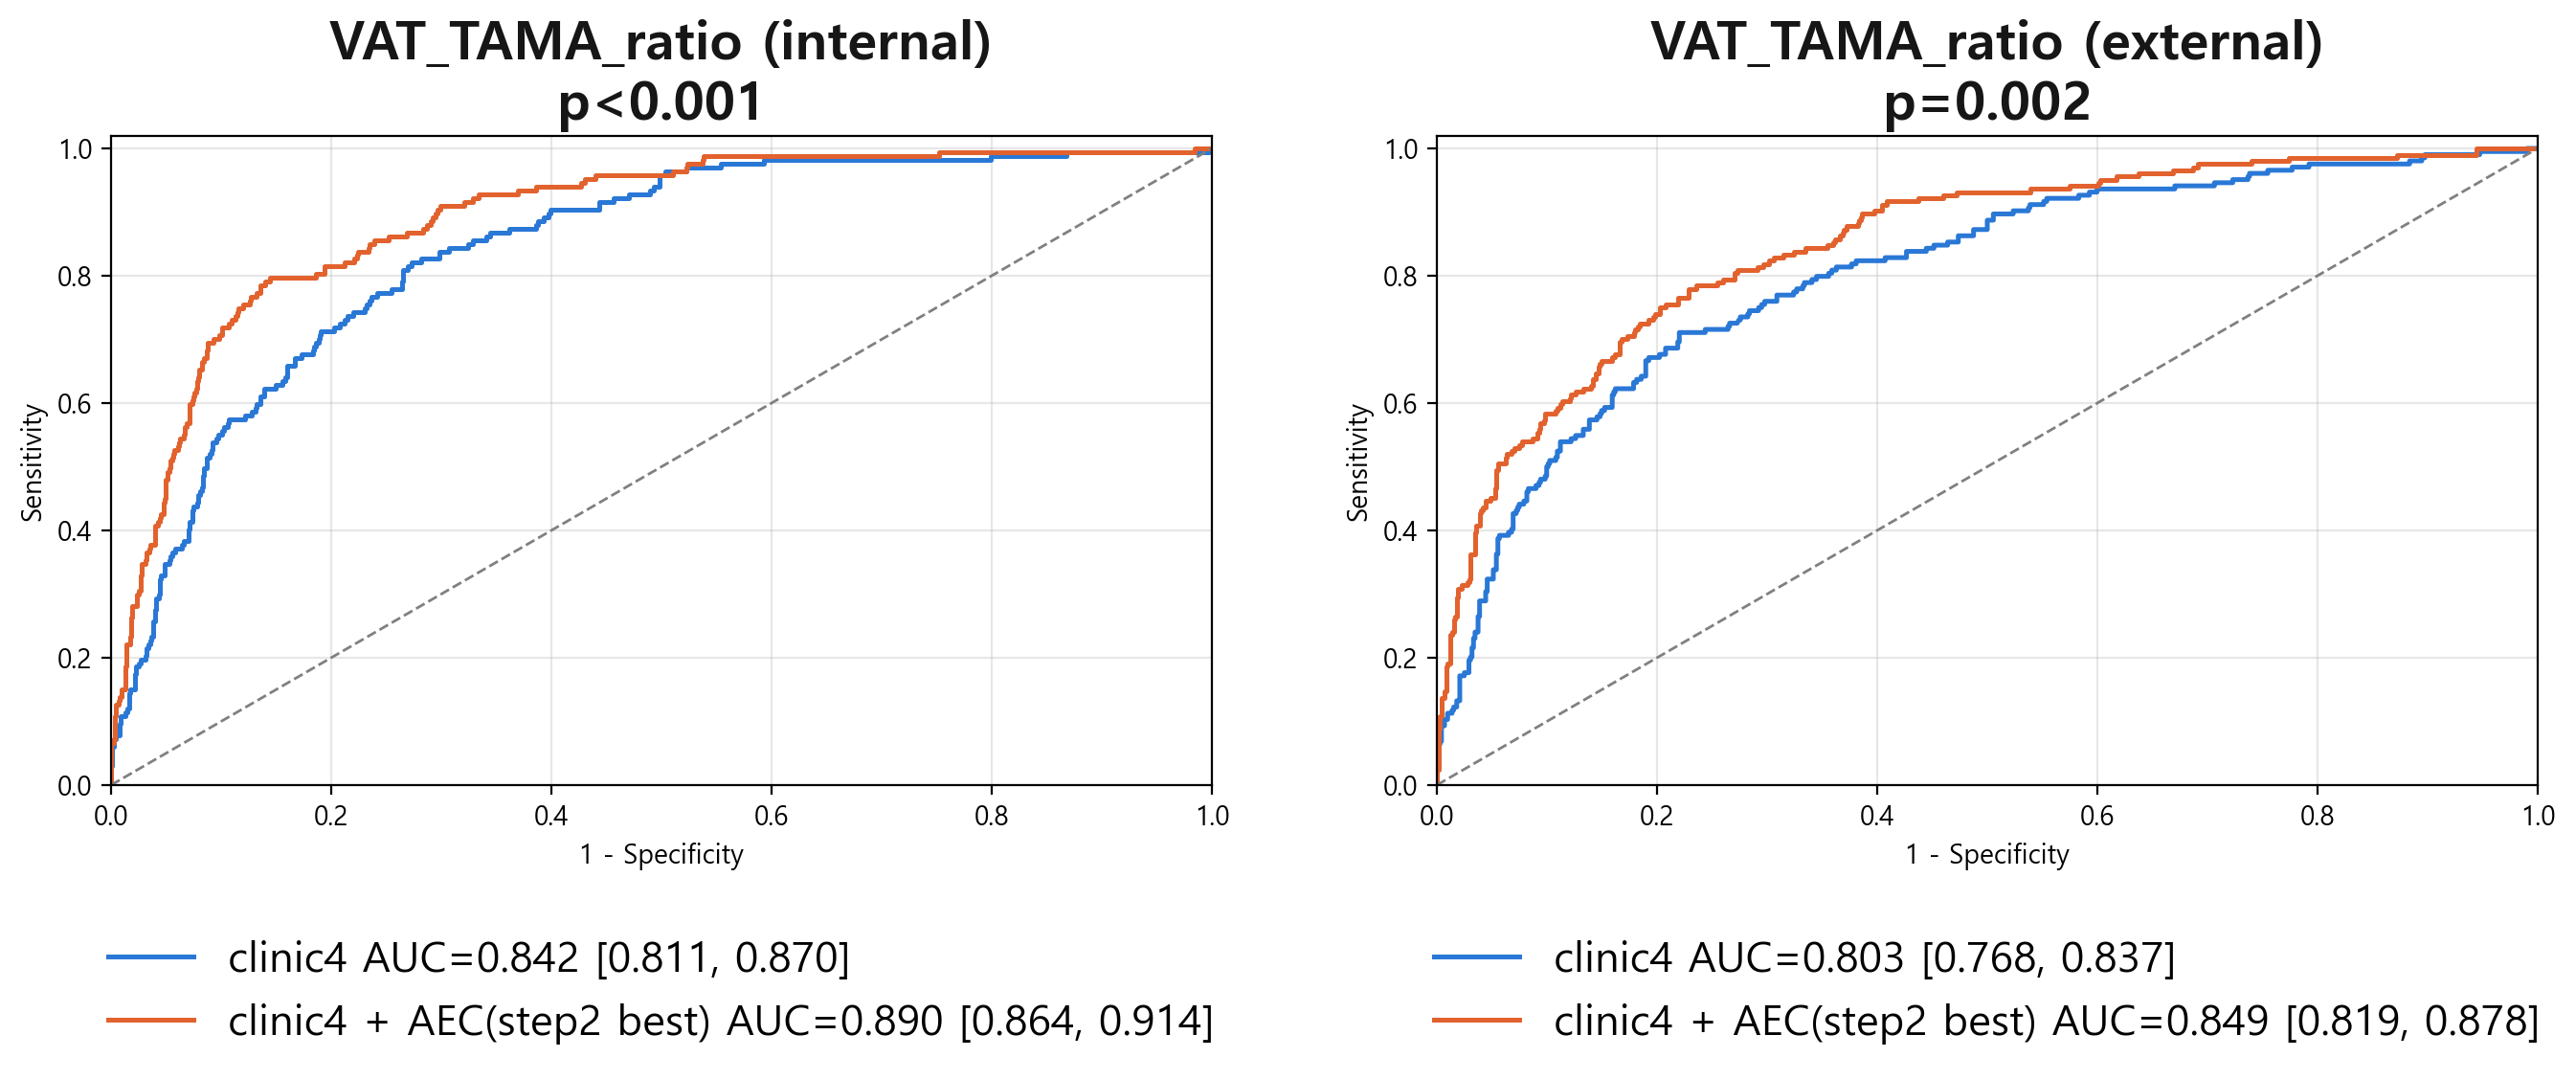 VAT_TAMA_ratio (internal)
p<0.001
1.0
0.8
0.6
0.4
0.2
0.0
Sensitivity
0.0 0.2 0.4 0.6 0.8 1.0
1 - Specificity
clinic4 AUC=0.842 [0.811, 0.870]
clinic4 + AEC(step2 best) AUC=0.890 [0.864, 0.914]
VAT_TAMA_ratio (external)
p=0.002
1.0
0.8
0.6
0.4
0.2
0.0
Sensitivity
0.0 0.2 0.4 0.6 0.8 1.0
1 - Specificity
clinic4 AUC=0.803 [0.768, 0.837]
clinic4 + AEC(step2 best) AUC=0.849 [0.819, 0.878]